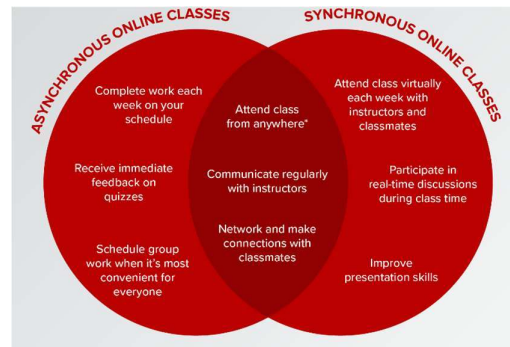 ASYNCHRONOUS ONLINE CLASSES
SYNCHRONOUS ONLINE CLASSES
Complete work each
week on your
schedule
Receive immediate
feedback on
quizzes
Schedule group
work when it's most
convenient for
everyone
Attend class
from anywhere*
Communicate regularly
with instructors
Network and make
connections with
classmates
Attend class virtually
each week with
instructors and
classmates
Participate in
real-time discussions
during class time
Improve
presentation skills